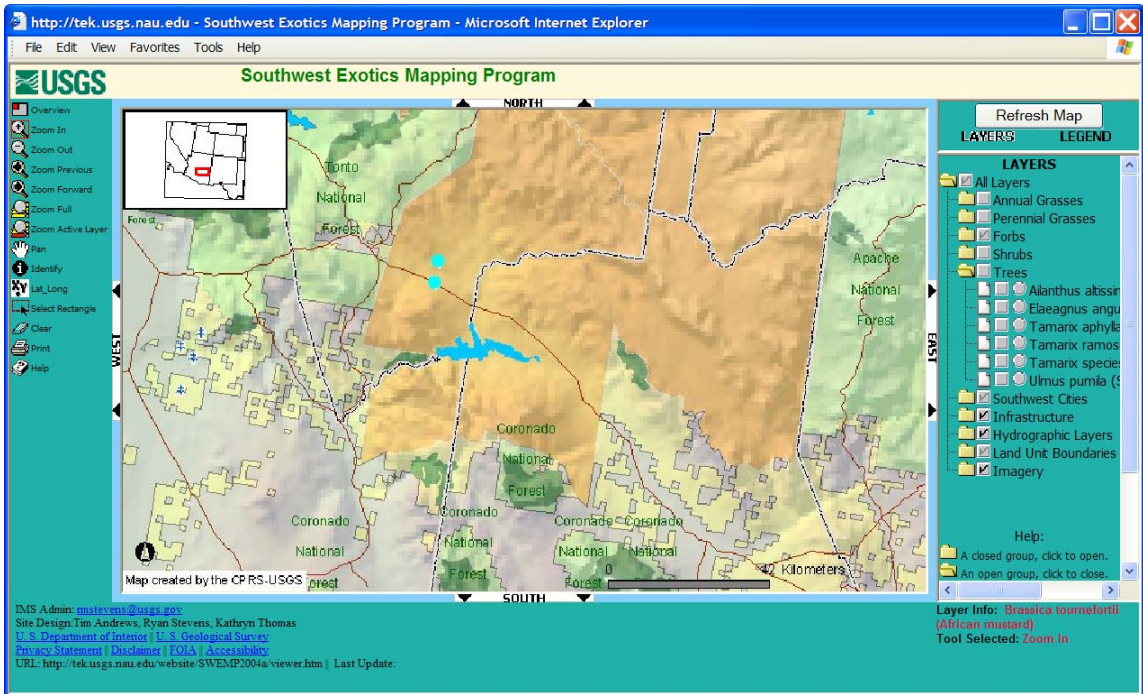 http://tek.usgs.nau.edu - Southwest Exotics Mapping Program - Microsoft Internet Explorer
File Edit View Favorites Tools Help
USGS
Southwest Exotics Mapping Program
Overview
Zoom In
Zoom Out
Zoom Previous
Zoom Forward
Zoom Full
Zoom Active Layer
Pan
Identify
Lat_Long
Select Rectangle
Clear
Print
Help
NORTH
WEST
EAST
SOUTH
Tonto
National
Forest
Forest
Apache
National
Forest
Coronado
National
Forest
Coronado
National
orest
Coronado
National
Forest
Coronado
National
Forest
Coronado
National
0
42 Kilometers
Map created by the CPRS-USGS
Refresh Map
LAYERS LEGEND
LAYERS
All Layers
Annual Grasses
Perennial Grasses
Forbs
Shrubs
Trees
Ailanthus altissin
Elaeagnus angu
Tamarix aphylla
Tamarix ramos
Tamarix species
Ulmus pumila (S
Southwest Cities
Infrastructure
Hydrographic Layers
Land Unit Boundaries
Imagery
Help:
A closed group, click to open.
An open group, click to close.
IMS Admin: mstevens@usgs.gov
Site Design:Tim Andrews, Ryan Stevens, Kathryn Thomas
U. S. Department of Interior || U. S. Geological Survey
Privacy Statement || Disclaimer || FOIA || Accessibility
URL: http://tek.usgs.nau.edu/website/SWEMP2004a/viewer.htm || Last Update:
Layer Info: Brassica tournefortii
(African mustard)
Tool Selected: Zoom In